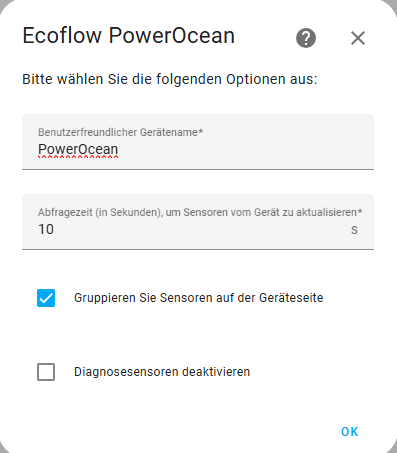 Ecoflow PowerOcean
Bitte wählen Sie die folgenden Optionen aus:
Benutzerfreundlicher Gerätename*
PowerOcean
Abfragezeit (in Sekunden), um Sensoren vom Gerät zu aktualisieren*
10 s
Gruppieren Sie Sensoren auf der Geräteseite
Diagnosesensoren deaktivieren
OK